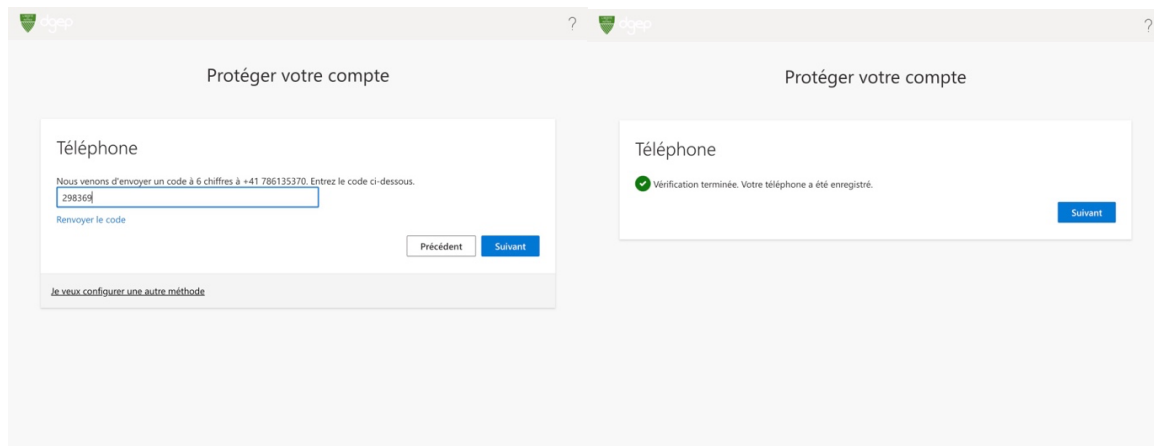 dgep
?
Protéger votre compte
Téléphone
Nous venons d'envoyer un code à 6 chiffres à +41 786135370. Entrez le code ci-dessous.
298369
Renvoyer le code
Précédent
Suivant
Je veux configurer une autre méthode
dgep
?
Protéger votre compte
Téléphone
Vérification terminée. Votre téléphone a été enregistré.
Suivant